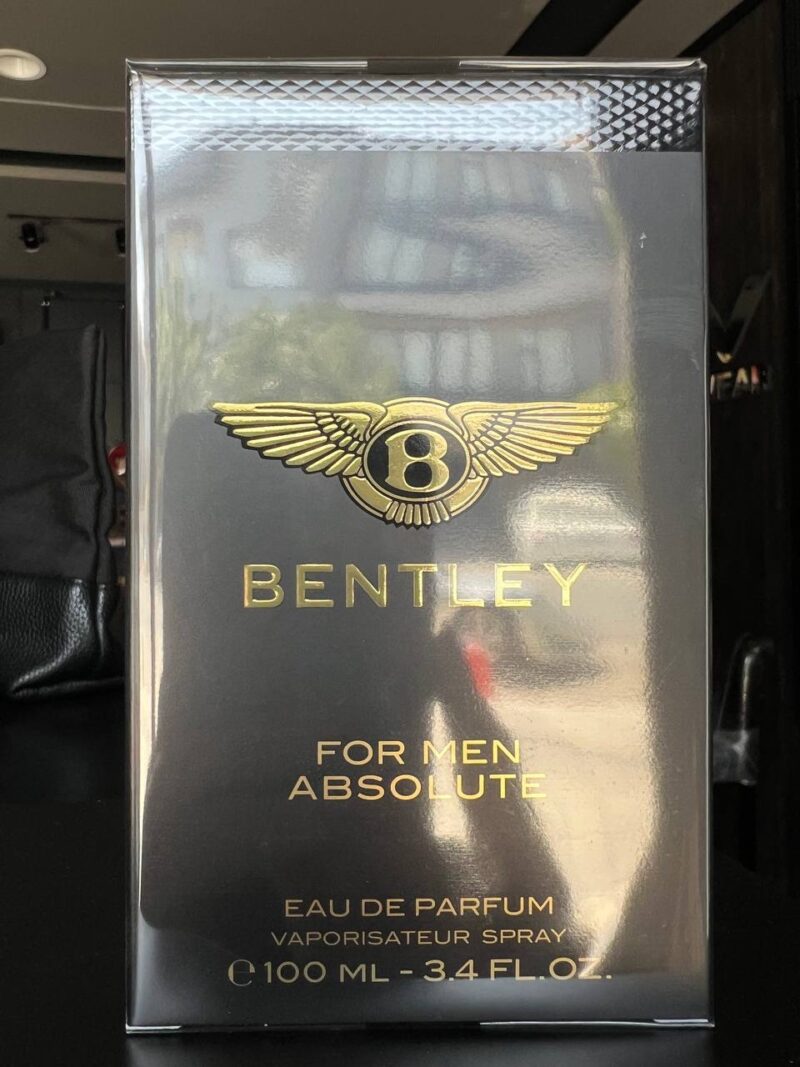 B
BENTLEY
FOR MEN
ABSOLUTE
EAU DE PARFUM
VAPORISATEUR SPRAY
℮ 100 ML - 3.4 FL.OZ.